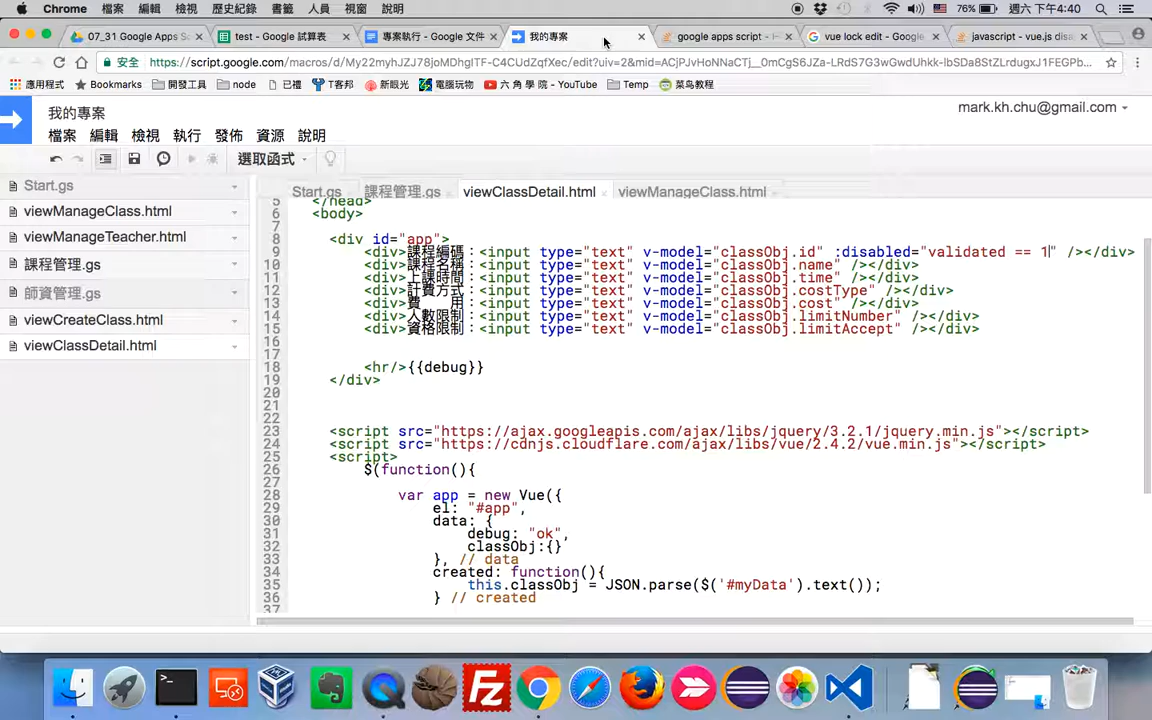 Chrome 檔案 編輯 檢視 歷史紀錄 書籤 人員 視窗 說明 76% 週六 下午4:40
07_31 Google Apps Sc test - Google 試算表 專案執行 - Google 文件 我的專案 google apps script - vue lock edit - Google javascript - vue.js disa
安全 https://script.google.com/macros/d/My22myhJZJ78joMDhgITF-C4CUdZqfXec/edit?uiv=2&mid=ACjPJvHoNNaCTj__0mCgS6JZa-LRdS7G3wGwdUhkk-lbSDa8StZLrdugxJ1FEGPb...
應用程式 Bookmarks 開發工具 node 已禮 T客邦 新眼光 電腦玩物 六 角 學 院 - YouTube Temp 菜鸟教程
我的專案 mark.kh.chu@gmail.com
檔案 編輯 檢視 執行 發佈 資源 說明
選取函式
Start.gs
viewManageClass.html
viewManageTeacher.html
課程管理.gs
師資管理.gs
viewCreateClass.html
viewClassDetail.html
Start.gs 課程管理.gs viewClassDetail.html viewManageClass.html
5 </head>
6 <body>
7
8 <div id="app">
9 <div>課程編碼：<input type="text" v-model="classObj.id" :disabled="validated == 1" /></div>
10 <div>課程名稱：<input type="text" v-model="classObj.name" /></div>
11 <div>上課時間：<input type="text" v-model="classObj.time" /></div>
12 <div>計費方式：<input type="text" v-model="classObj.costType" /></div>
13 <div>費　　用：<input type="text" v-model="classObj.cost" /></div>
14 <div>人數限制：<input type="text" v-model="classObj.limitNumber" /></div>
15 <div>資格限制：<input type="text" v-model="classObj.limitAccept" /></div>
16
17
18 <hr/>{{debug}}
19 </div>
20
21
22
23 <script src="https://ajax.googleapis.com/ajax/libs/jquery/3.2.1/jquery.min.js"></script>
24 <script src="https://cdnjs.cloudflare.com/ajax/libs/vue/2.4.2/vue.min.js"></script>
25 <script>
26 $(function(){
27
28 var app = new Vue({
29 el: "#app",
30 data: {
31 debug: "ok",
32 classObj:{}
33 }, // data
34 created: function(){
35 this.classObj = JSON.parse($('#myData').text());
36 } // created
37